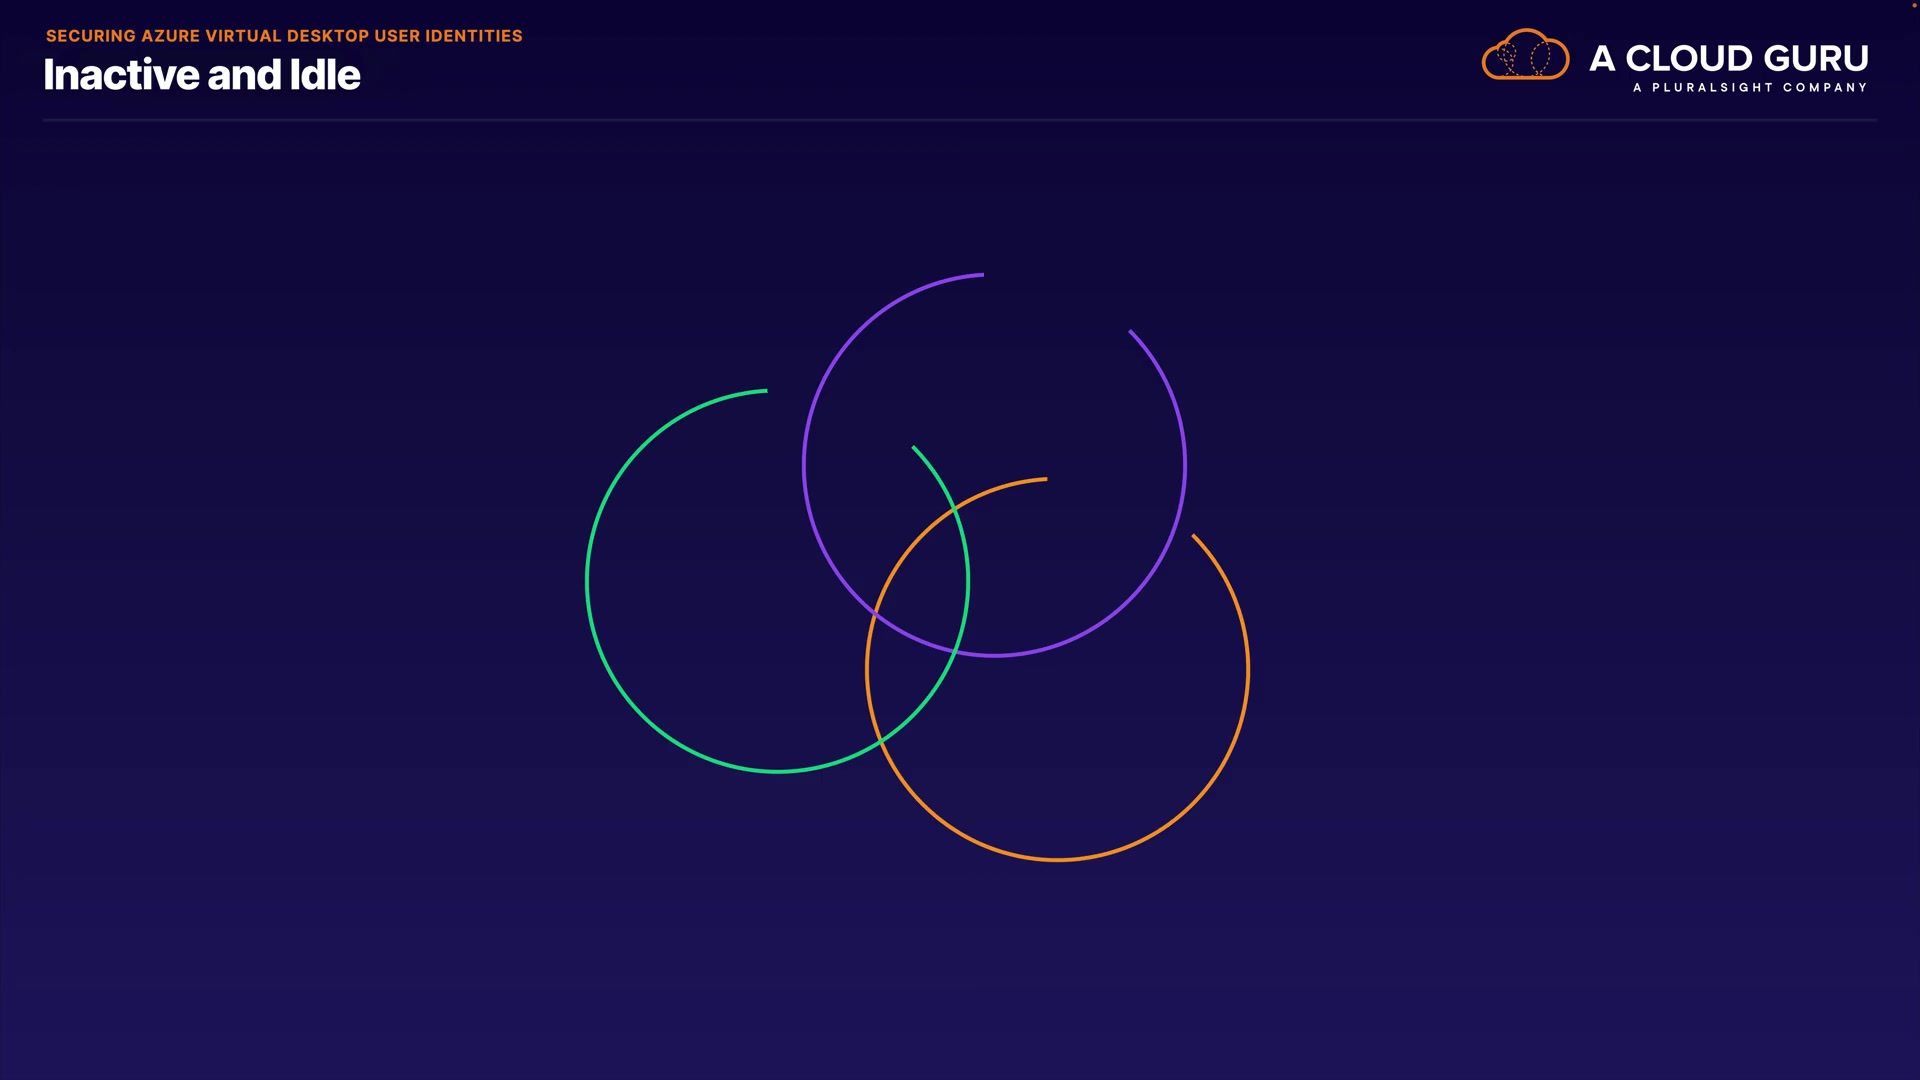 SECURING AZURE VIRTUAL DESKTOP USER IDENTITIES
Inactive and Idle
A CLOUD GURU
A PLURALSIGHT COMPANY